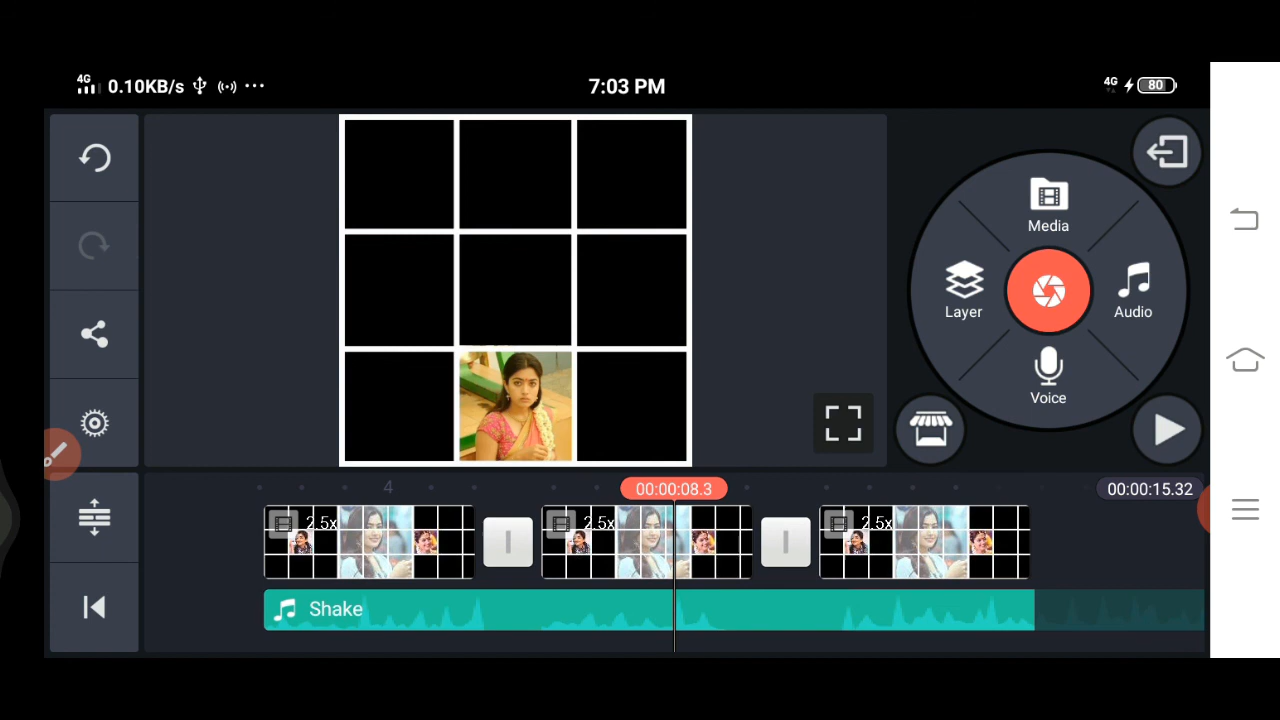 4G 0.10KB/s 7:03 PM 4G 80
Media
Layer
Audio
Voice
4 00:00:08.3 00:00:15.32
2.5x 2.5x 2.5x
Shake